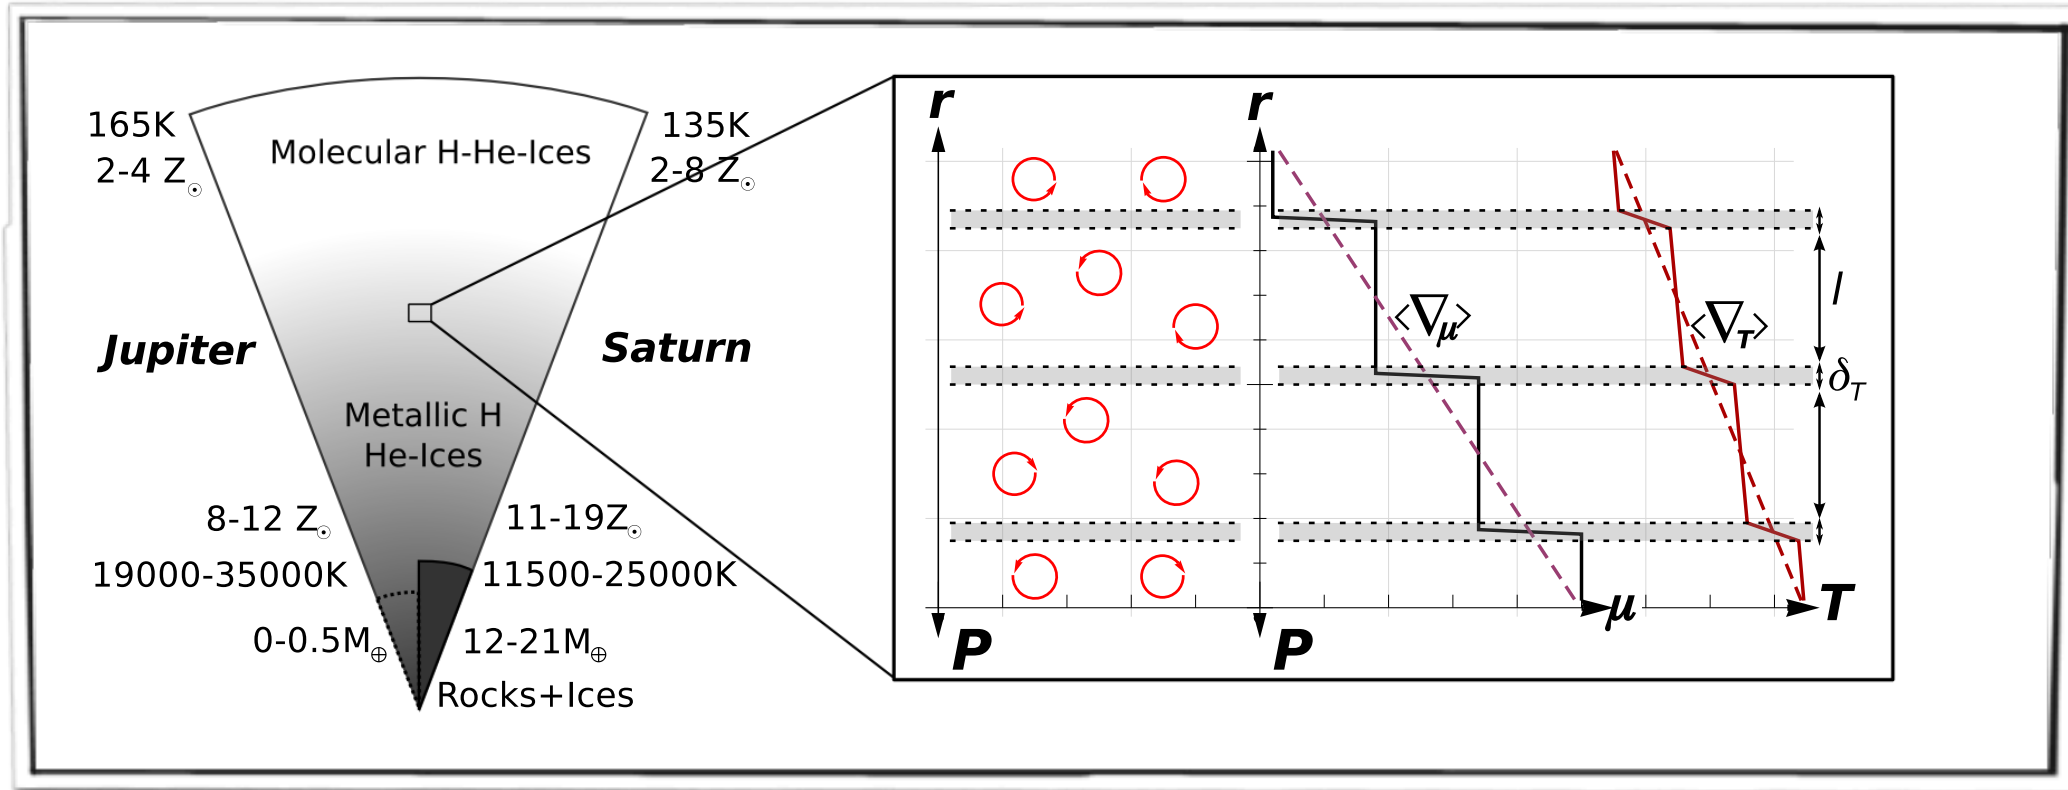 165K
2-4 Z☉
Molecular H-He-Ices
135K
2-8 Z☉
Jupiter
Saturn
Metallic H
He-Ices
8-12 Z☉
11-19Z☉
19000-35000K
11500-25000K
0-0.5M⊕
12-21M⊕
Rocks+Ices
r
P
r
P
<∇μ>
μ
<∇T>
T
l
δT